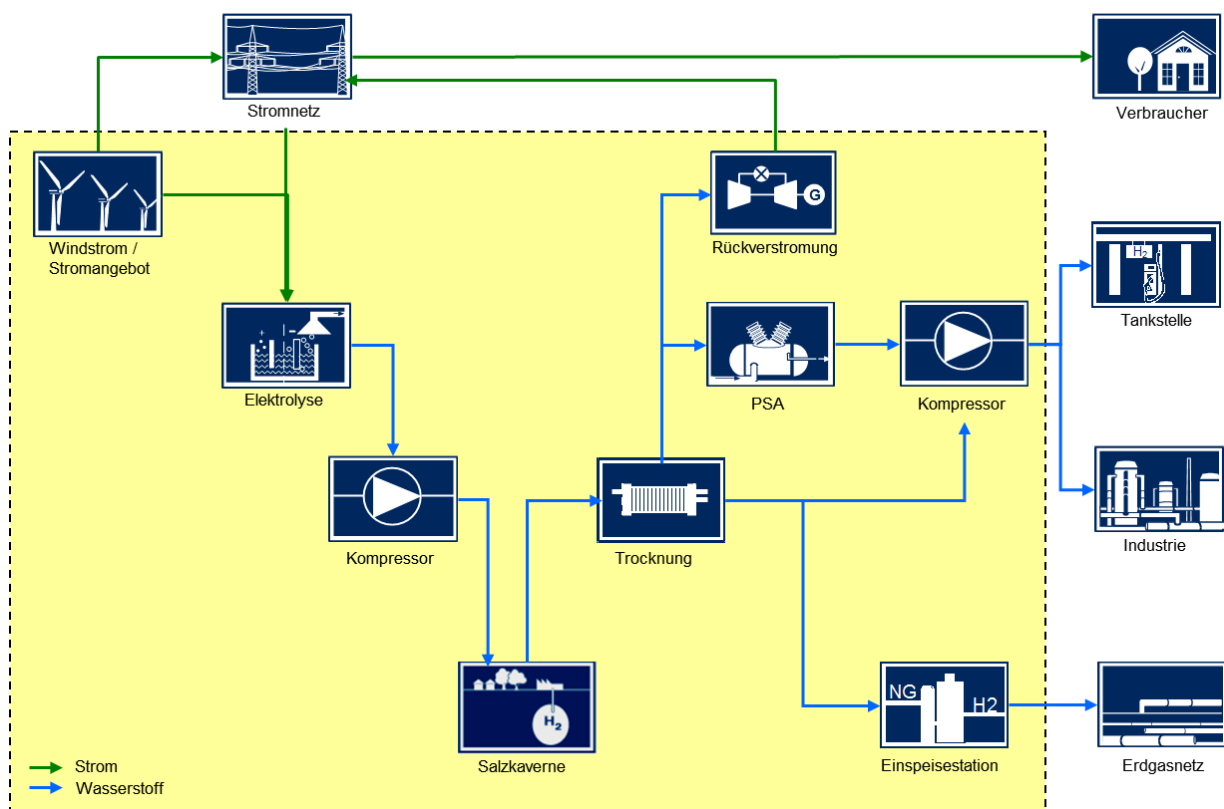 Stromnetz
Verbraucher
Windstrom /
Stromangebot
G
Rückverstromung
H₂
Tankstelle
Elektrolyse
PSA
Kompressor
Kompressor
Trocknung
Industrie
H₂
Salzkaverne
NG
H2
Einspeisestation
Erdgasnetz
Strom
Wasserstoff